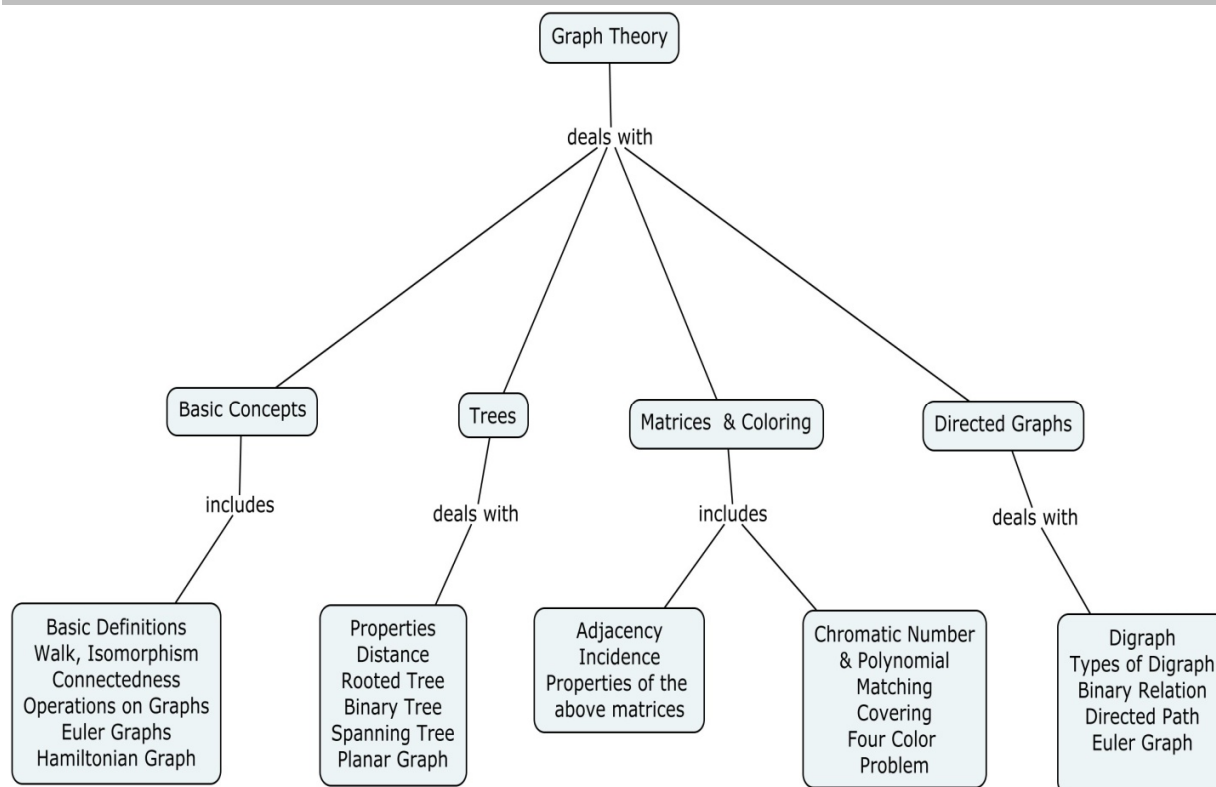 Graph Theory
deals with
Basic Concepts
Trees
Matrices & Coloring
Directed Graphs
includes
deals with
includes
deals with
Basic Definitions
Walk, Isomorphism
Connectedness
Operations on Graphs
Euler Graphs
Hamiltonian Graph
Properties
Distance
Rooted Tree
Binary Tree
Spanning Tree
Planar Graph
Adjacency
Incidence
Properties of the
above matrices
Chromatic Number
& Polynomial
Matching
Covering
Four Color
Problem
Digraph
Types of Digraph
Binary Relation
Directed Path
Euler Graph